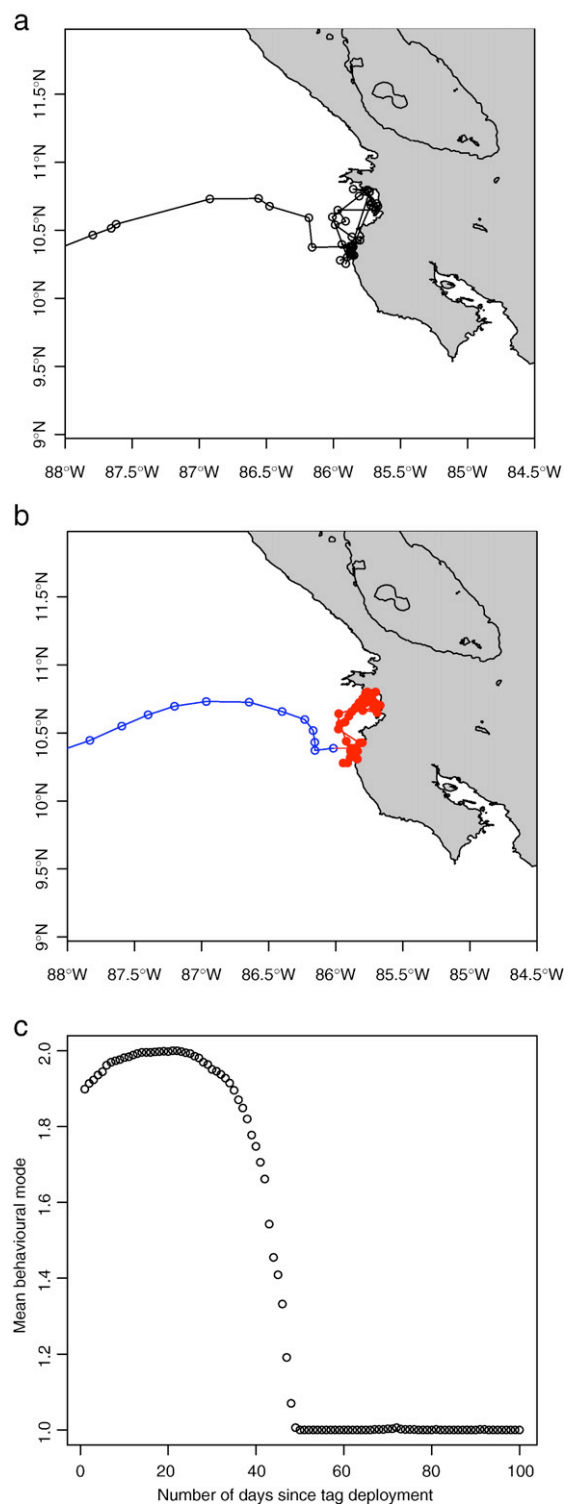 a
11.5°N
11°N
10.5°N
10°N
9.5°N
9°N
88°W 87.5°W 87°W 86.5°W 86°W 85.5°W 85°W 84.5°W
b
11.5°N
11°N
10.5°N
10°N
9.5°N
9°N
88°W 87.5°W 87°W 86.5°W 86°W 85.5°W 85°W 84.5°W
c
Mean behavioural mode
2.0
1.8
1.6
1.4
1.2
1.0
0 20 40 60 80 100
Number of days since tag deployment